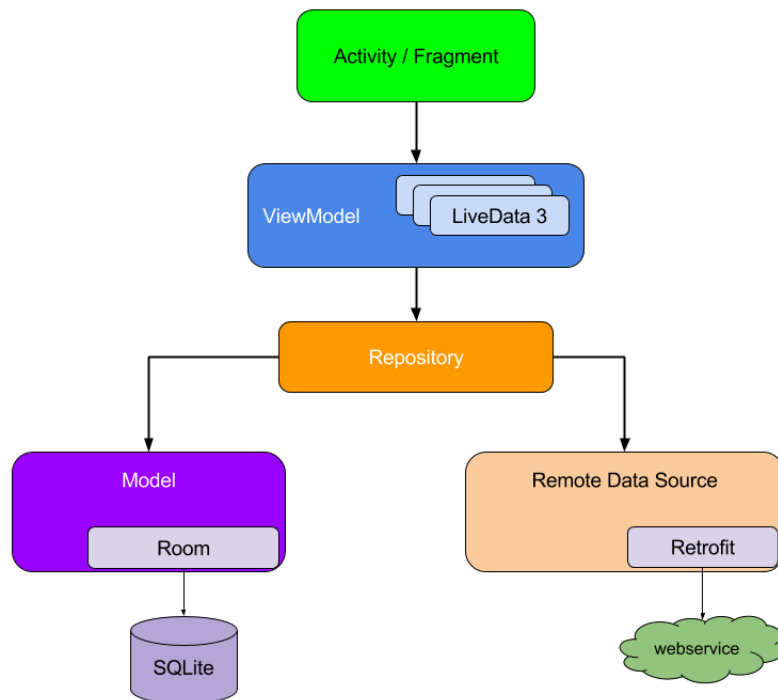 Activity / Fragment
ViewModel
LiveData 3
Repository
Model
Remote Data Source
Room
Retrofit
SQLite
webservice